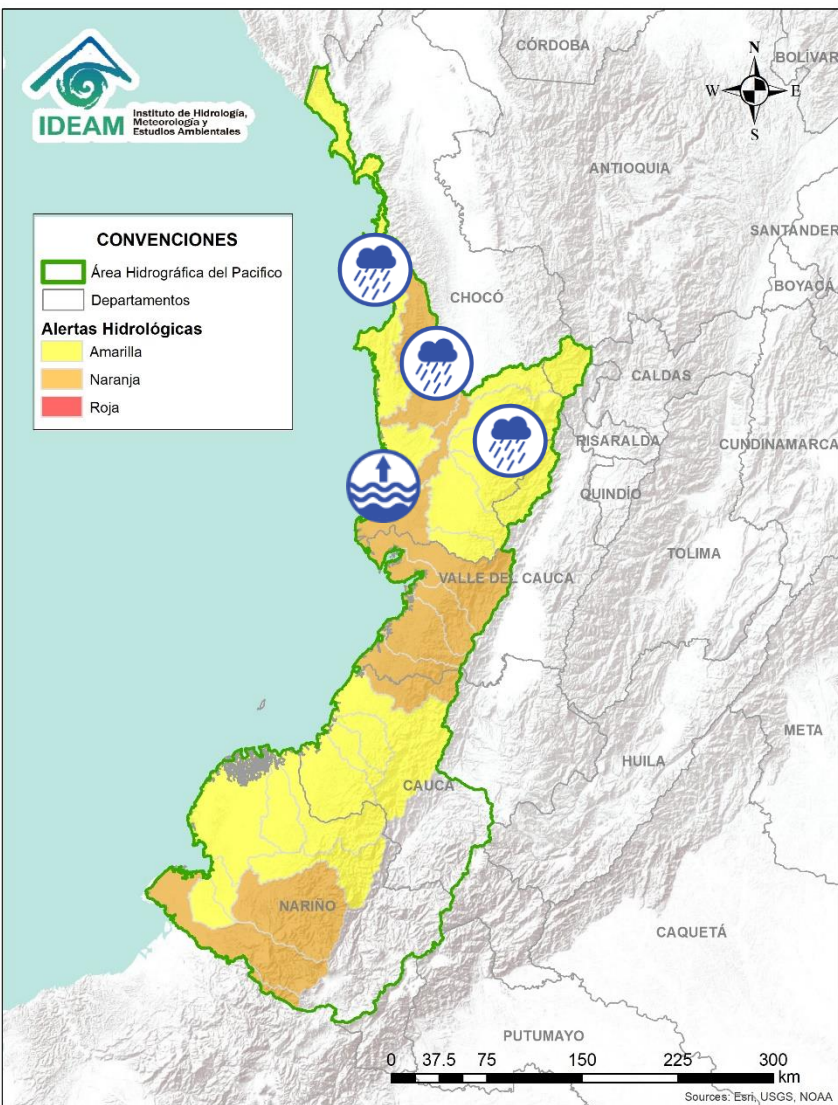 IDEAM
Instituto de Hidrología,
Meteorología y
Estudios Ambientales
N
W
E
S
CÓRDOBA
BOLÍVAR
ANTIOQUIA
SANTANDER
BOYACÁ
CHOCÓ
CALDAS
RISARALDA
CUNDINAMARCA
QUINDÍO
TOLIMA
VALLE DEL CAUCA
META
HUILA
CAUCA
NARIÑO
CAQUETÁ
PUTUMAYO
CONVENCIONES
Área Hidrográfica del Pacifico
Departamentos
Alertas Hidrológicas
Amarilla
Naranja
Roja
0 37.5 75 150 225 300
km
Sources: Esri, USGS, NOAA